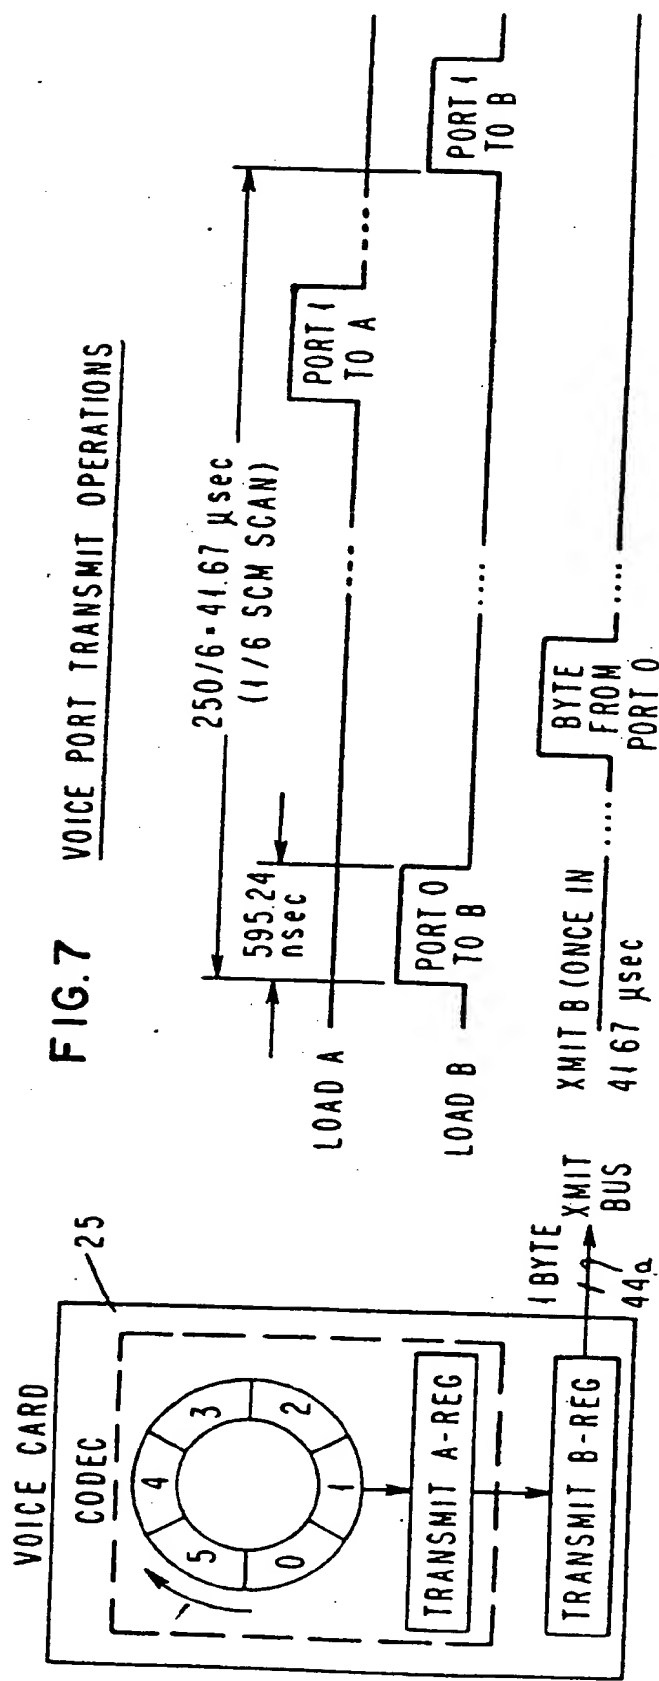 FIG.7
VOICE PORT TRANSMIT OPERATIONS
VOICE CARD
25
CODEC
0
1
2
3
4
5
TRANSMIT A-REG
TRANSMIT B-REG
1 BYTE
XMIT
BUS
44a
250/6=41.67 µsec
(1/6 SCM SCAN)
595.24
nsec
LOAD A
PORT 1
TO A
LOAD B
PORT 0
TO B
PORT 1
TO B
XMIT B (ONCE IN
41.67 µsec
BYTE
FROM
PORT 0